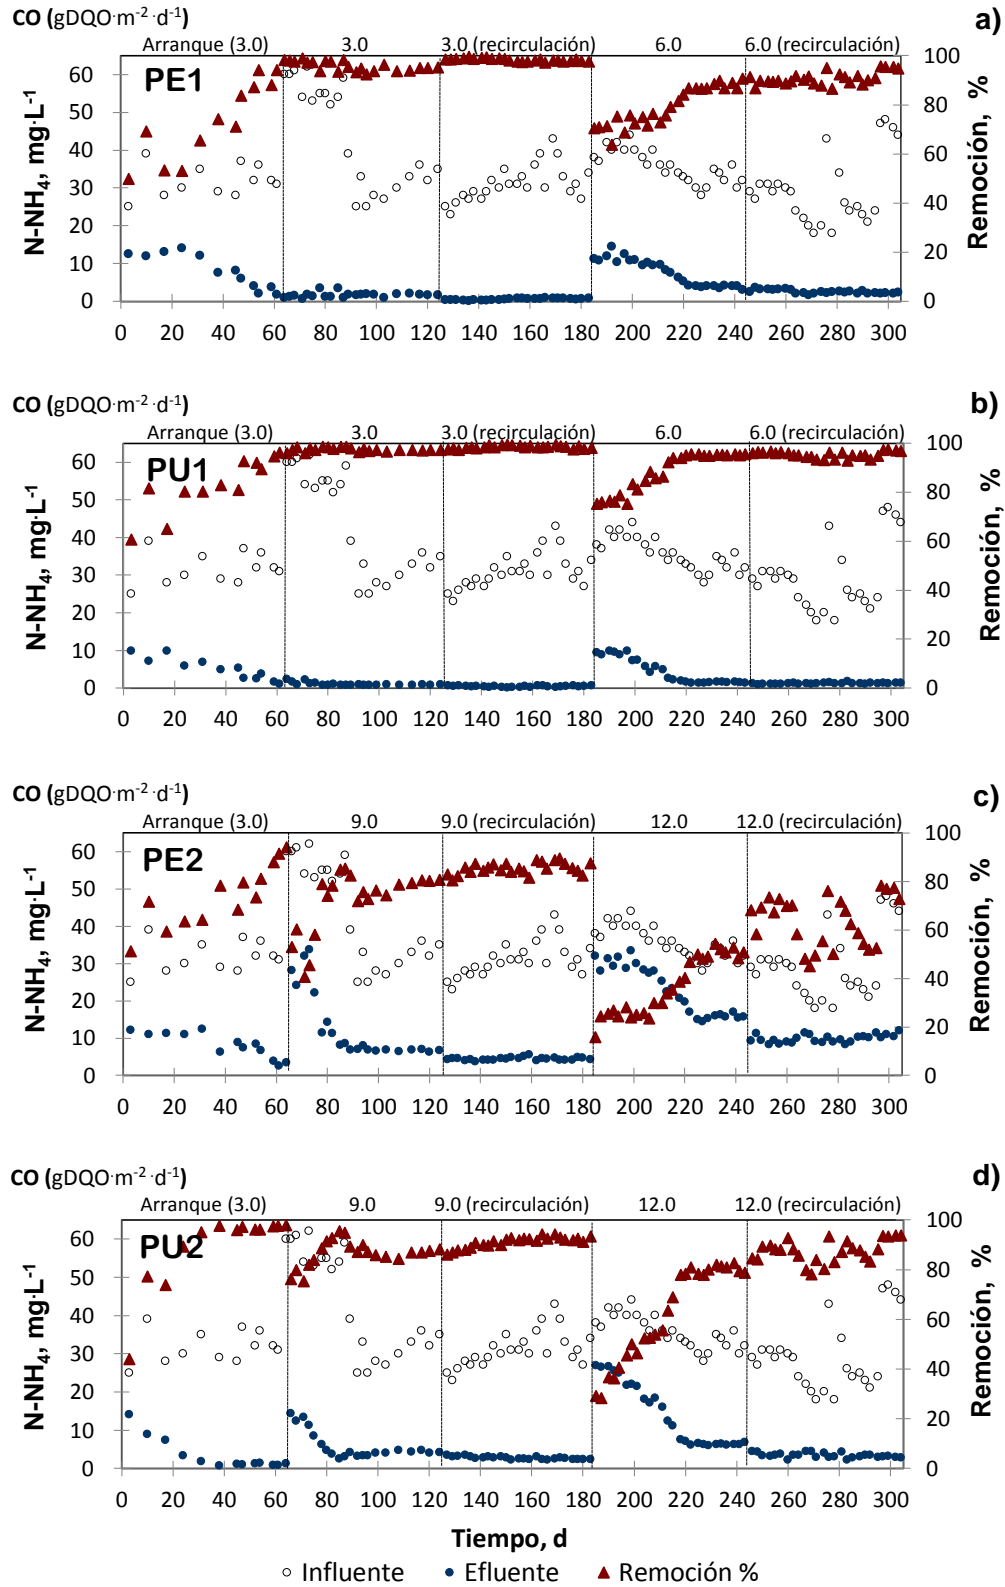 CO (gDQO·m⁻²·d⁻¹) a)
Arranque (3.0) 3.0 3.0 (recirculación) 6.0 6.0 (recirculación)
PE1
N-NH₄, mg·L⁻¹
60
50
40
30
20
10
0
100
80
60
40
20
0
Remoción, %
0 20 40 60 80 100 120 140 160 180 200 220 240 260 280 300
CO (gDQO·m⁻²·d⁻¹) b)
Arranque (3.0) 3.0 3.0 (recirculación) 6.0 6.0 (recirculación)
PU1
N-NH₄, mg·L⁻¹
60
50
40
30
20
10
0
100
80
60
40
20
0
Remoción, %
0 20 40 60 80 100 120 140 160 180 200 220 240 260 280 300
CO (gDQO·m⁻²·d⁻¹) c)
Arranque (3.0) 9.0 9.0 (recirculación) 12.0 12.0 (recirculación)
PE2
N-NH₄, mg·L⁻¹
60
50
40
30
20
10
0
100
80
60
40
20
0
Remoción, %
0 20 40 60 80 100 120 140 160 180 200 220 240 260 280 300
CO (gDQO·m⁻²·d⁻¹) d)
Arranque (3.0) 9.0 9.0 (recirculación) 12.0 12.0 (recirculación)
PU2
N-NH₄, mg·L⁻¹
60
50
40
30
20
10
0
100
80
60
40
20
0
Remoción, %
0 20 40 60 80 100 120 140 160 180 200 220 240 260 280 300
Tiempo, d
Influente Efluente Remoción %